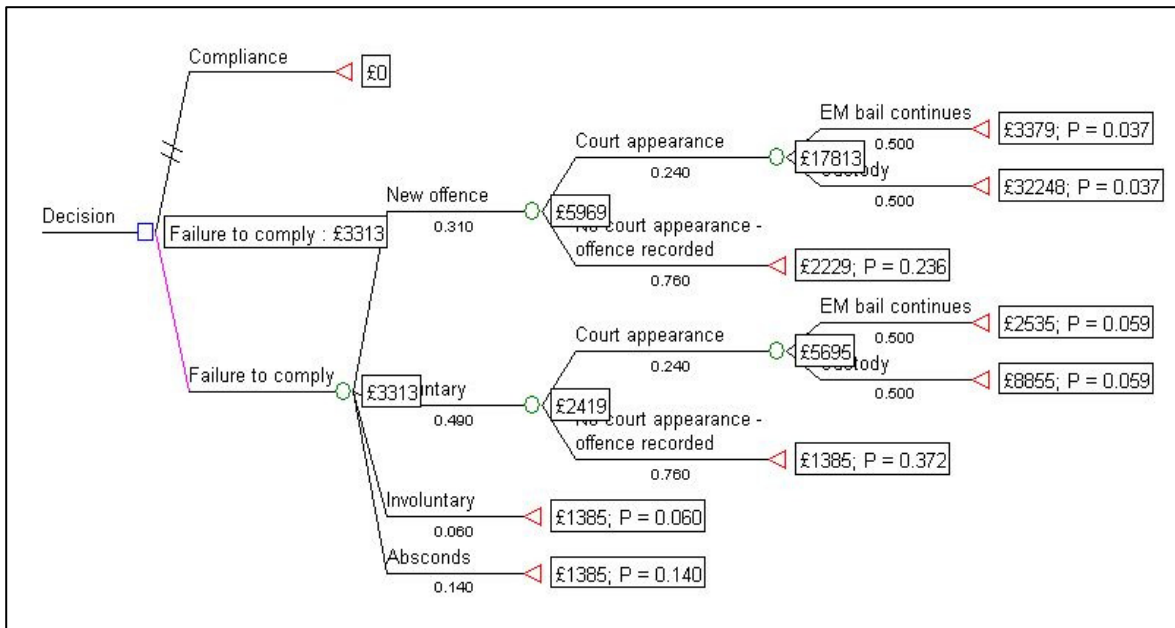 Compliance
£0
EM bail continues
£3379; P = 0.037
0.500
Court appearance
£17813
0.240
£32248; P = 0.037
0.500
New offence
Decision
£5969
0.310
Failure to comply : £3313
offence recorded
£2229; P = 0.236
0.760
EM bail continues
£2535; P = 0.059
0.500
Court appearance
£5695
0.240
£8855; P = 0.059
0.500
Failure to comply
£3313
£2419
0.490
court appearance -
offence recorded
£1385; P = 0.372
0.760
Involuntary
£1385; P = 0.060
0.060
Absconds
£1385; P = 0.140
0.140